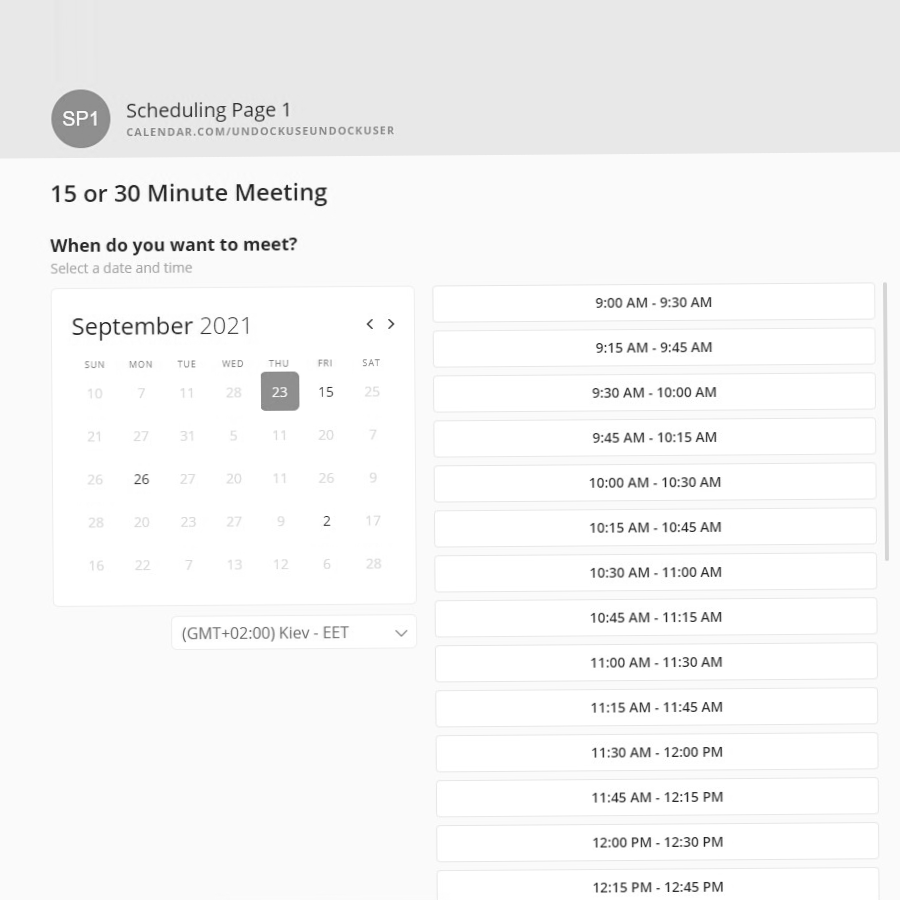 SP1
Scheduling Page 1
CALENDAR.COM/UNDOCKUSEUNDOCKUSER
15 or 30 Minute Meeting
When do you want to meet?
Select a date and time
September 2021
SUN MON TUE WED THU FRI SAT
10 7 11 28 23 15 25
21 27 31 5 11 20 7
26 26 27 20 11 26 9
28 20 23 27 9 2 17
16 22 7 13 12 6 28
(GMT+02:00) Kiev - EET
9:00 AM - 9:30 AM
9:15 AM - 9:45 AM
9:30 AM - 10:00 AM
9:45 AM - 10:15 AM
10:00 AM - 10:30 AM
10:15 AM - 10:45 AM
10:30 AM - 11:00 AM
10:45 AM - 11:15 AM
11:00 AM - 11:30 AM
11:15 AM - 11:45 AM
11:30 AM - 12:00 PM
11:45 AM - 12:15 PM
12:00 PM - 12:30 PM
12:15 PM - 12:45 PM